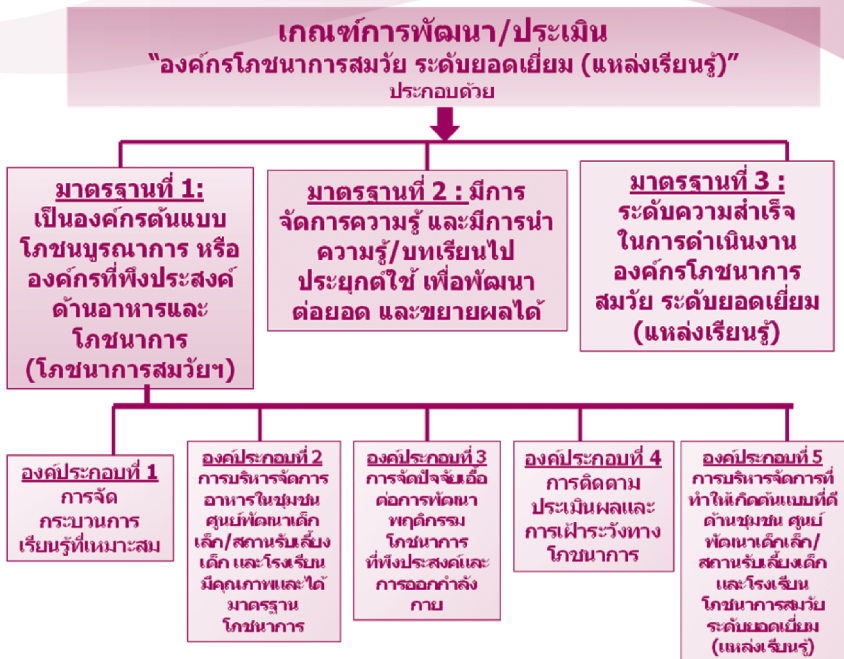 เกณฑ์การพัฒนา/ประเมิน
“องค์กรโภชนาการสมวัย ระดับยอดเยี่ยม (แหล่งเรียนรู้)”
ประกอบด้วย
มาตรฐานที่ 1:
เป็นองค์กรต้นแบบ
โภชนบูรณาการ หรือ
องค์กรที่พึงประสงค์
ด้านอาหารและ
โภชนาการ
(โภชนาการสมวัยฯ)
มาตรฐานที่ 2 : มีการ
จัดการความรู้ และมีการนำ
ความรู้/บทเรียนไป
ประยุกต์ใช้ เพื่อพัฒนา
ต่อยอด และขยายผลได้
มาตรฐานที่ 3 :
ระดับความสำเร็จ
ในการดำเนินงาน
องค์กรโภชนาการ
สมวัย ระดับยอดเยี่ยม
(แหล่งเรียนรู้)
องค์ประกอบที่ 1
การจัด
กระบวนการ
เรียนรู้ที่เหมาะสม
องค์ประกอบที่ 2
การบริหารจัดการ
อาหารในชุมชน
ศูนย์พัฒนาเด็ก
เล็ก/สถานรับเลี้ยง
เด็ก และโรงเรียน
มีคุณภาพและได้
มาตรฐาน
โภชนาการ
องค์ประกอบที่ 3
การจัดปัจจัยเอื้อ
ต่อการพัฒนา
พฤติกรรม
โภชนาการ
ที่พึงประสงค์และ
การออกกำลัง
กาย
องค์ประกอบที่ 4
การติดตาม
ประเมินผลและ
การเฝ้าระวังทาง
โภชนาการ
องค์ประกอบที่ 5
การบริหารจัดการที่
ทำให้เกิดต้นแบบที่ดี
ด้านชุมชน ศูนย์
พัฒนาเด็กเล็ก/
สถานรับเลี้ยงเด็ก
และโรงเรียน
โภชนาการสมวัย
ระดับยอดเยี่ยม
(แหล่งเรียนรู้)